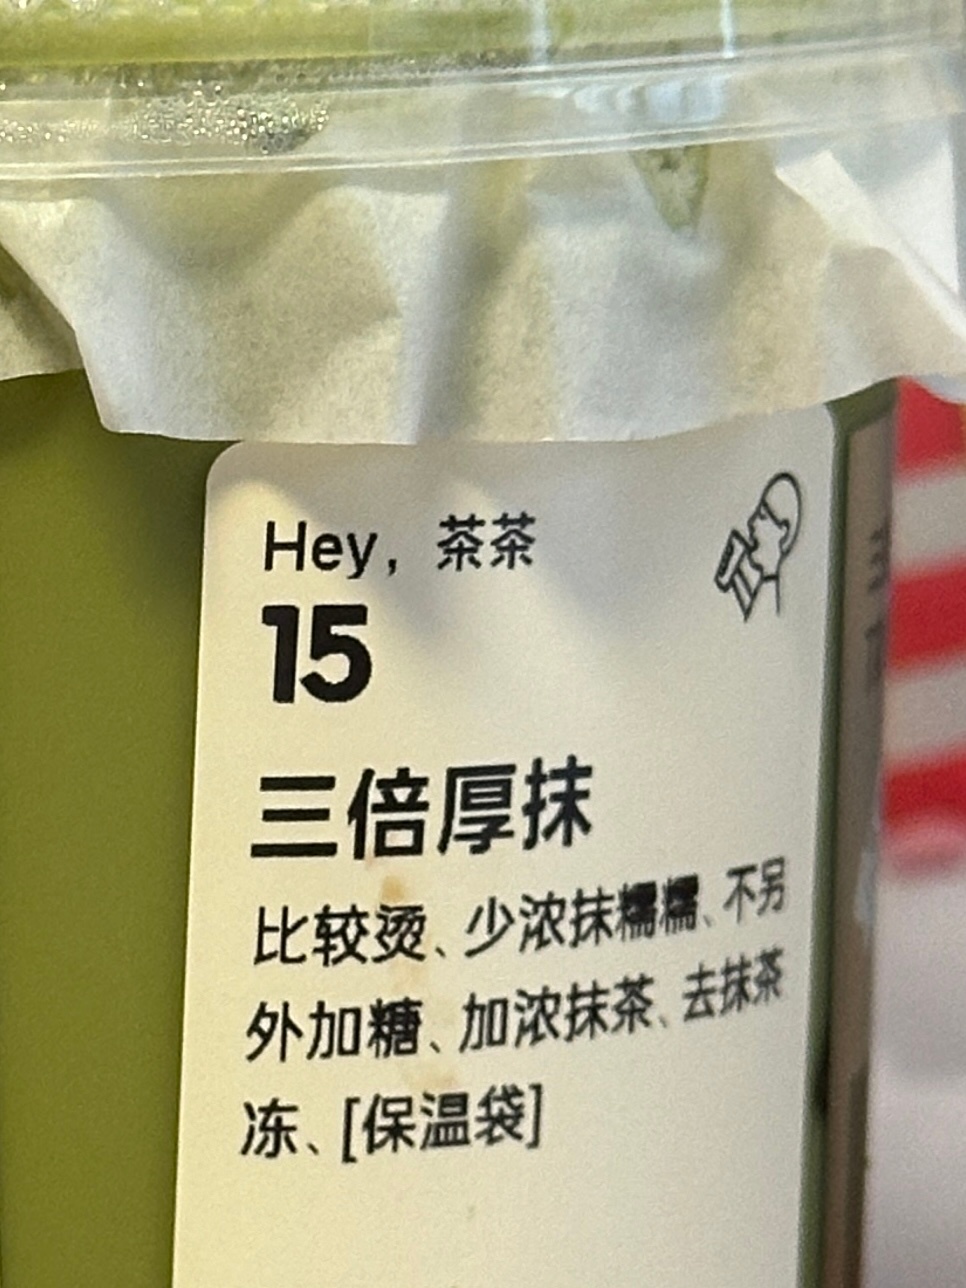 Hey, 茶茶
15
三倍厚抹
比较烫、少浓抹糯糯、不另
外加糖、加浓抹茶、去抹茶
冻、[保温袋]